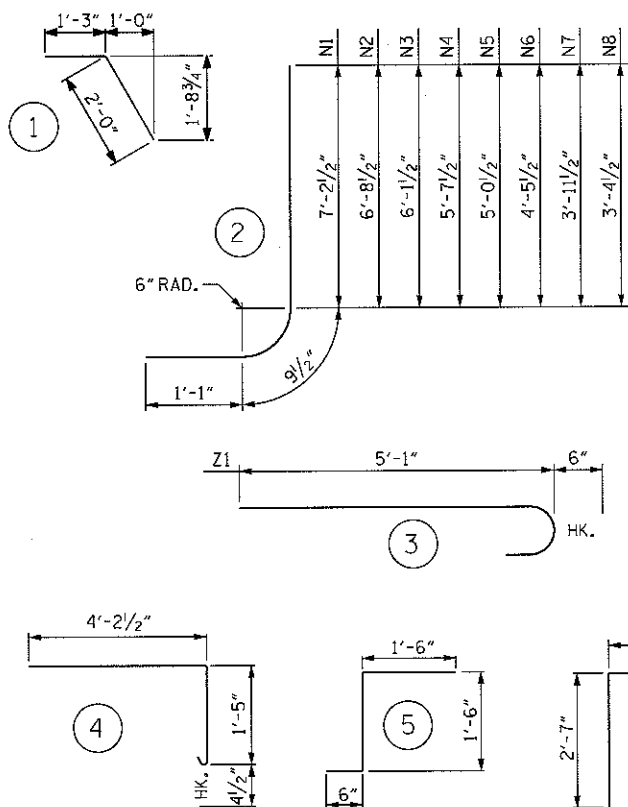 1'-3" 1'-0"
2'-0"
1'-8¾"
1
N1 N2 N3 N4 N5 N6 N7 N8
7'-2½" 6'-8½" 6'-1½" 5'-7½" 5'-0½" 4'-5½" 3'-11½" 3'-4½"
2
6" RAD.
9½"
1'-1"
Z1 5'-1" 6"
3
HK.
4'-2½"
4
1'-5"
HK.
4½"
1'-6"
5
1'-6"
6"
2'-7"